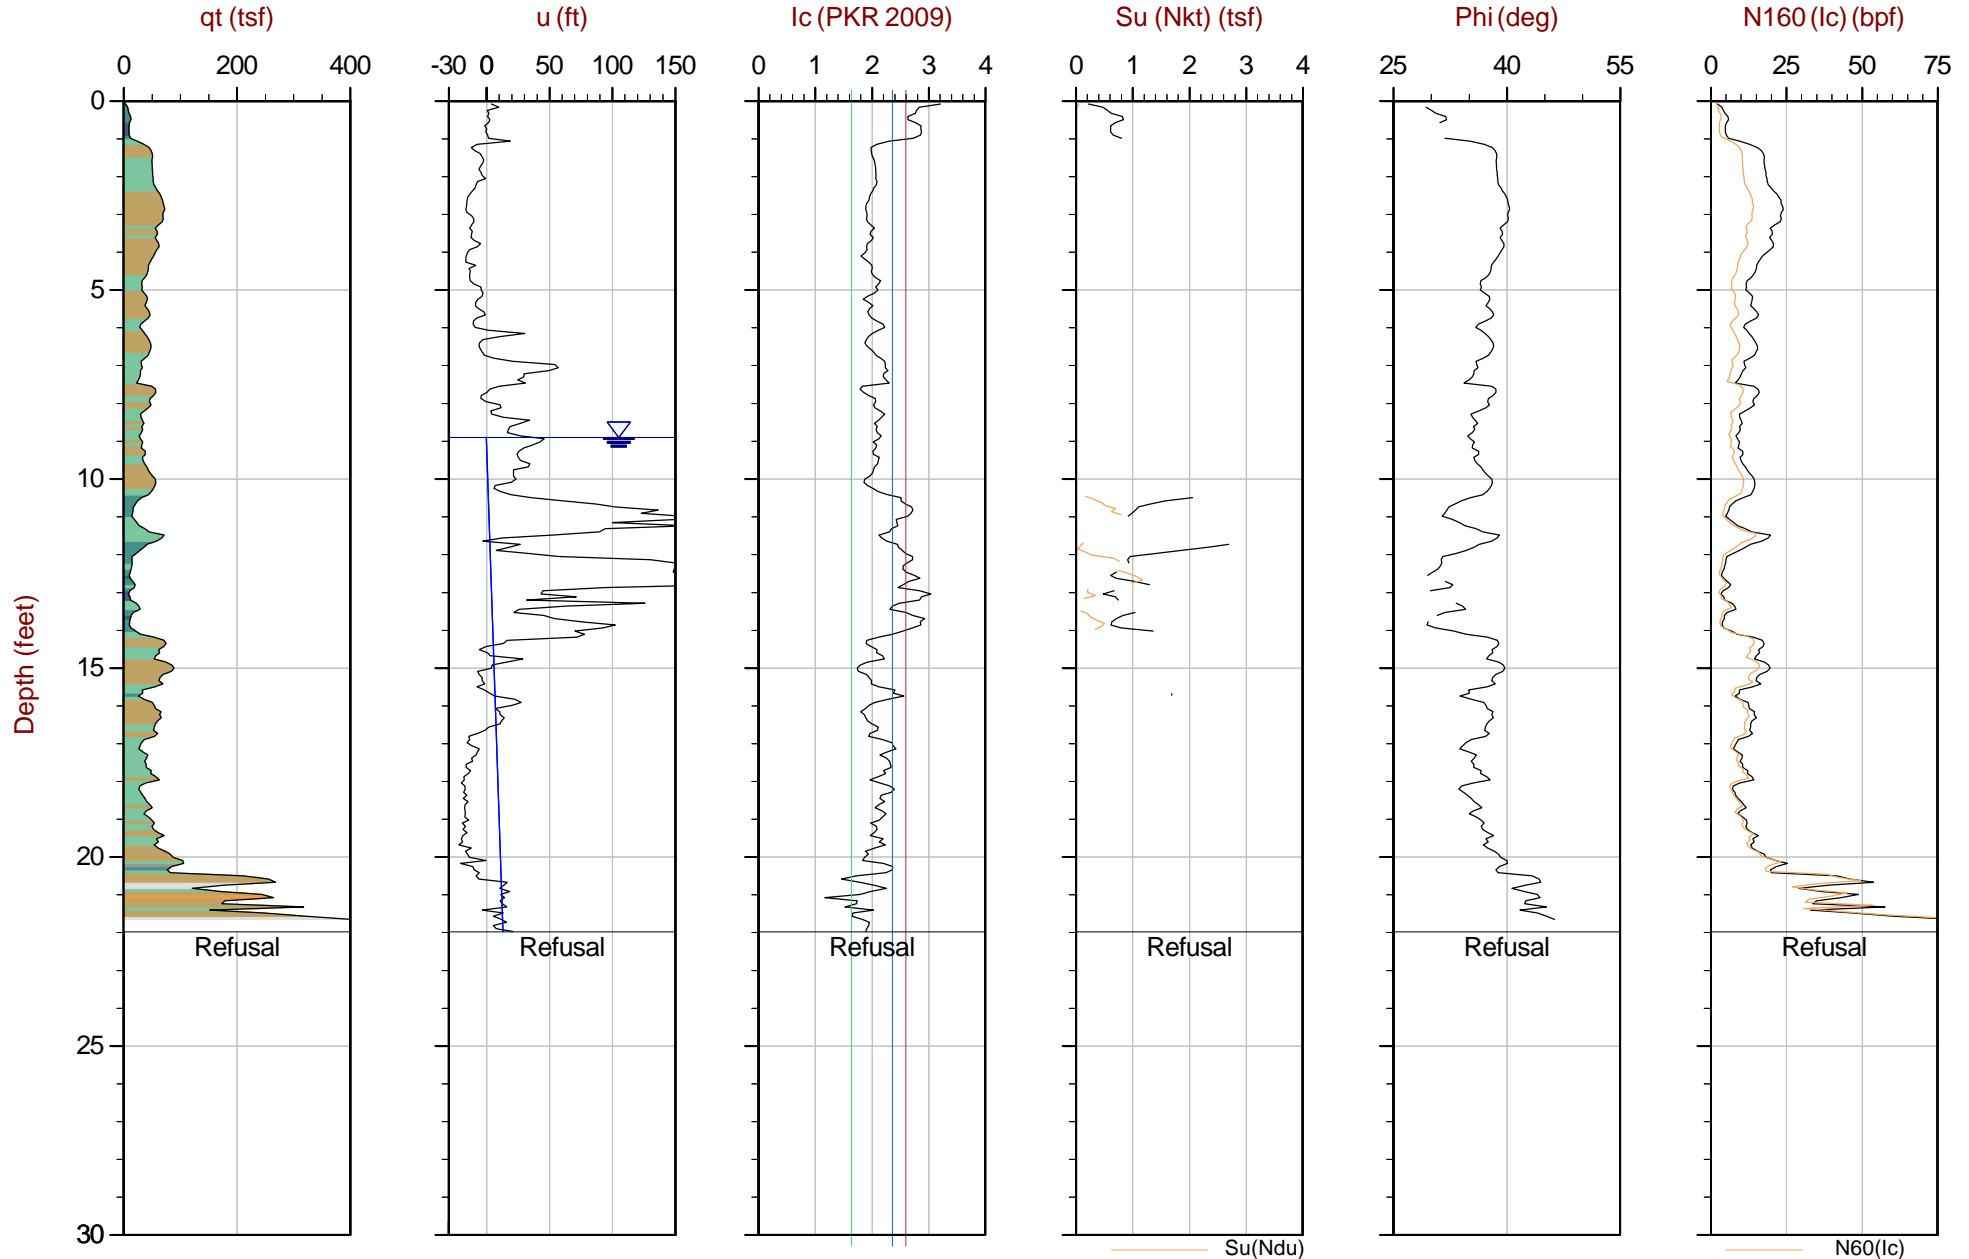 qt (tsf) u (ft) Ic (PKR 2009) Su (Nkt) (tsf) Phi (deg) N160 (Ic) (bpf)
0 200 400 -30 0 50 100 150 0 1 2 3 4 0 1 2 3 4 25 40 55 0 25 50 75
0
5
10
15
20
25
30
Depth (feet)
Refusal Refusal Refusal Refusal Refusal Refusal
Su(Ndu) N60(Ic)